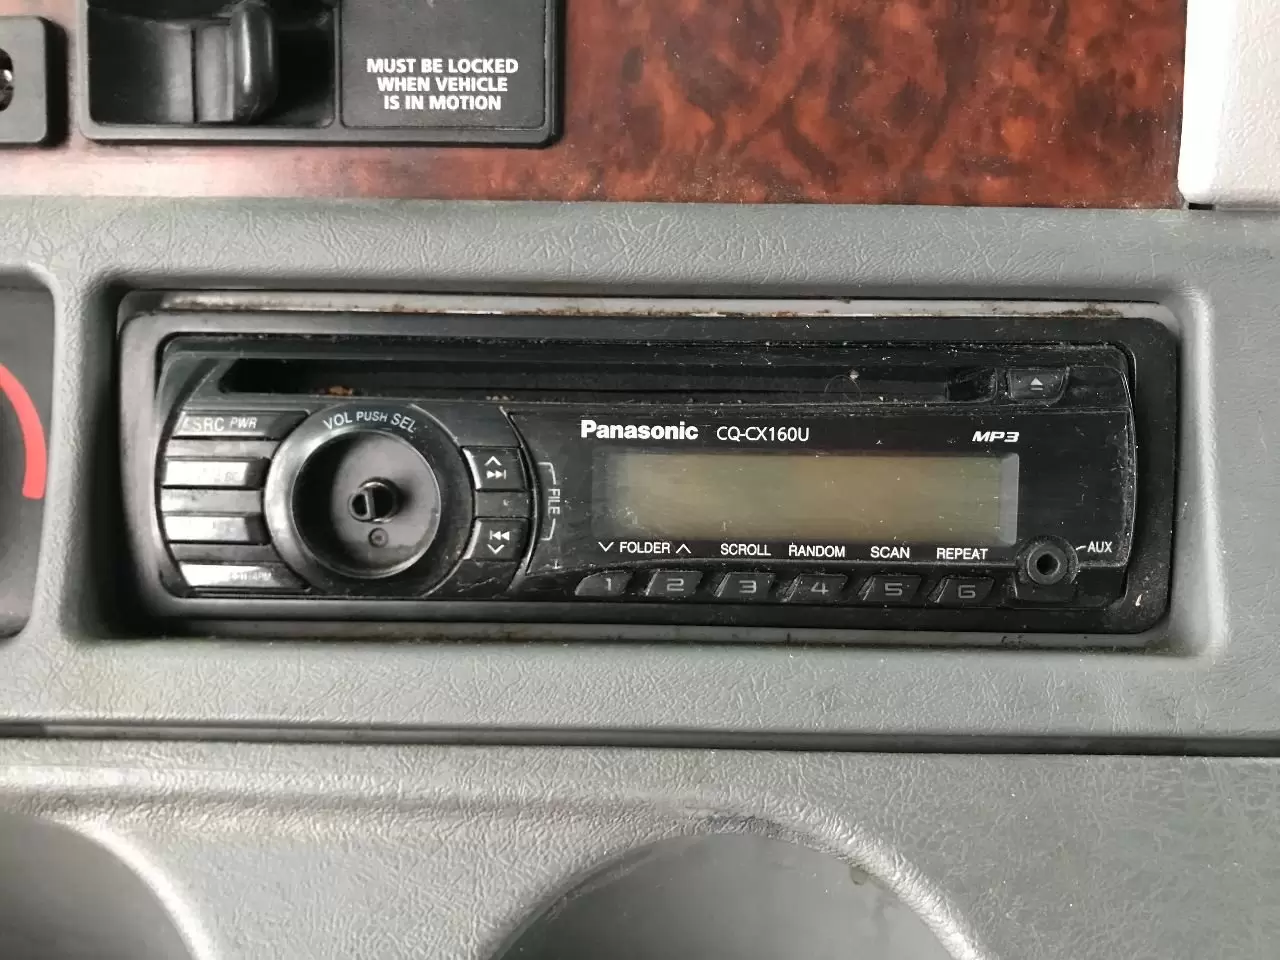 MUST BE LOCKED
WHEN VEHICLE
IS IN MOTION
SRC PWR
VOL PUSH SEL
FILE
Panasonic CQ-CX160U
MP3
FOLDER SCROLL RANDOM SCAN REPEAT
AUX
1 2 3 4 5 6